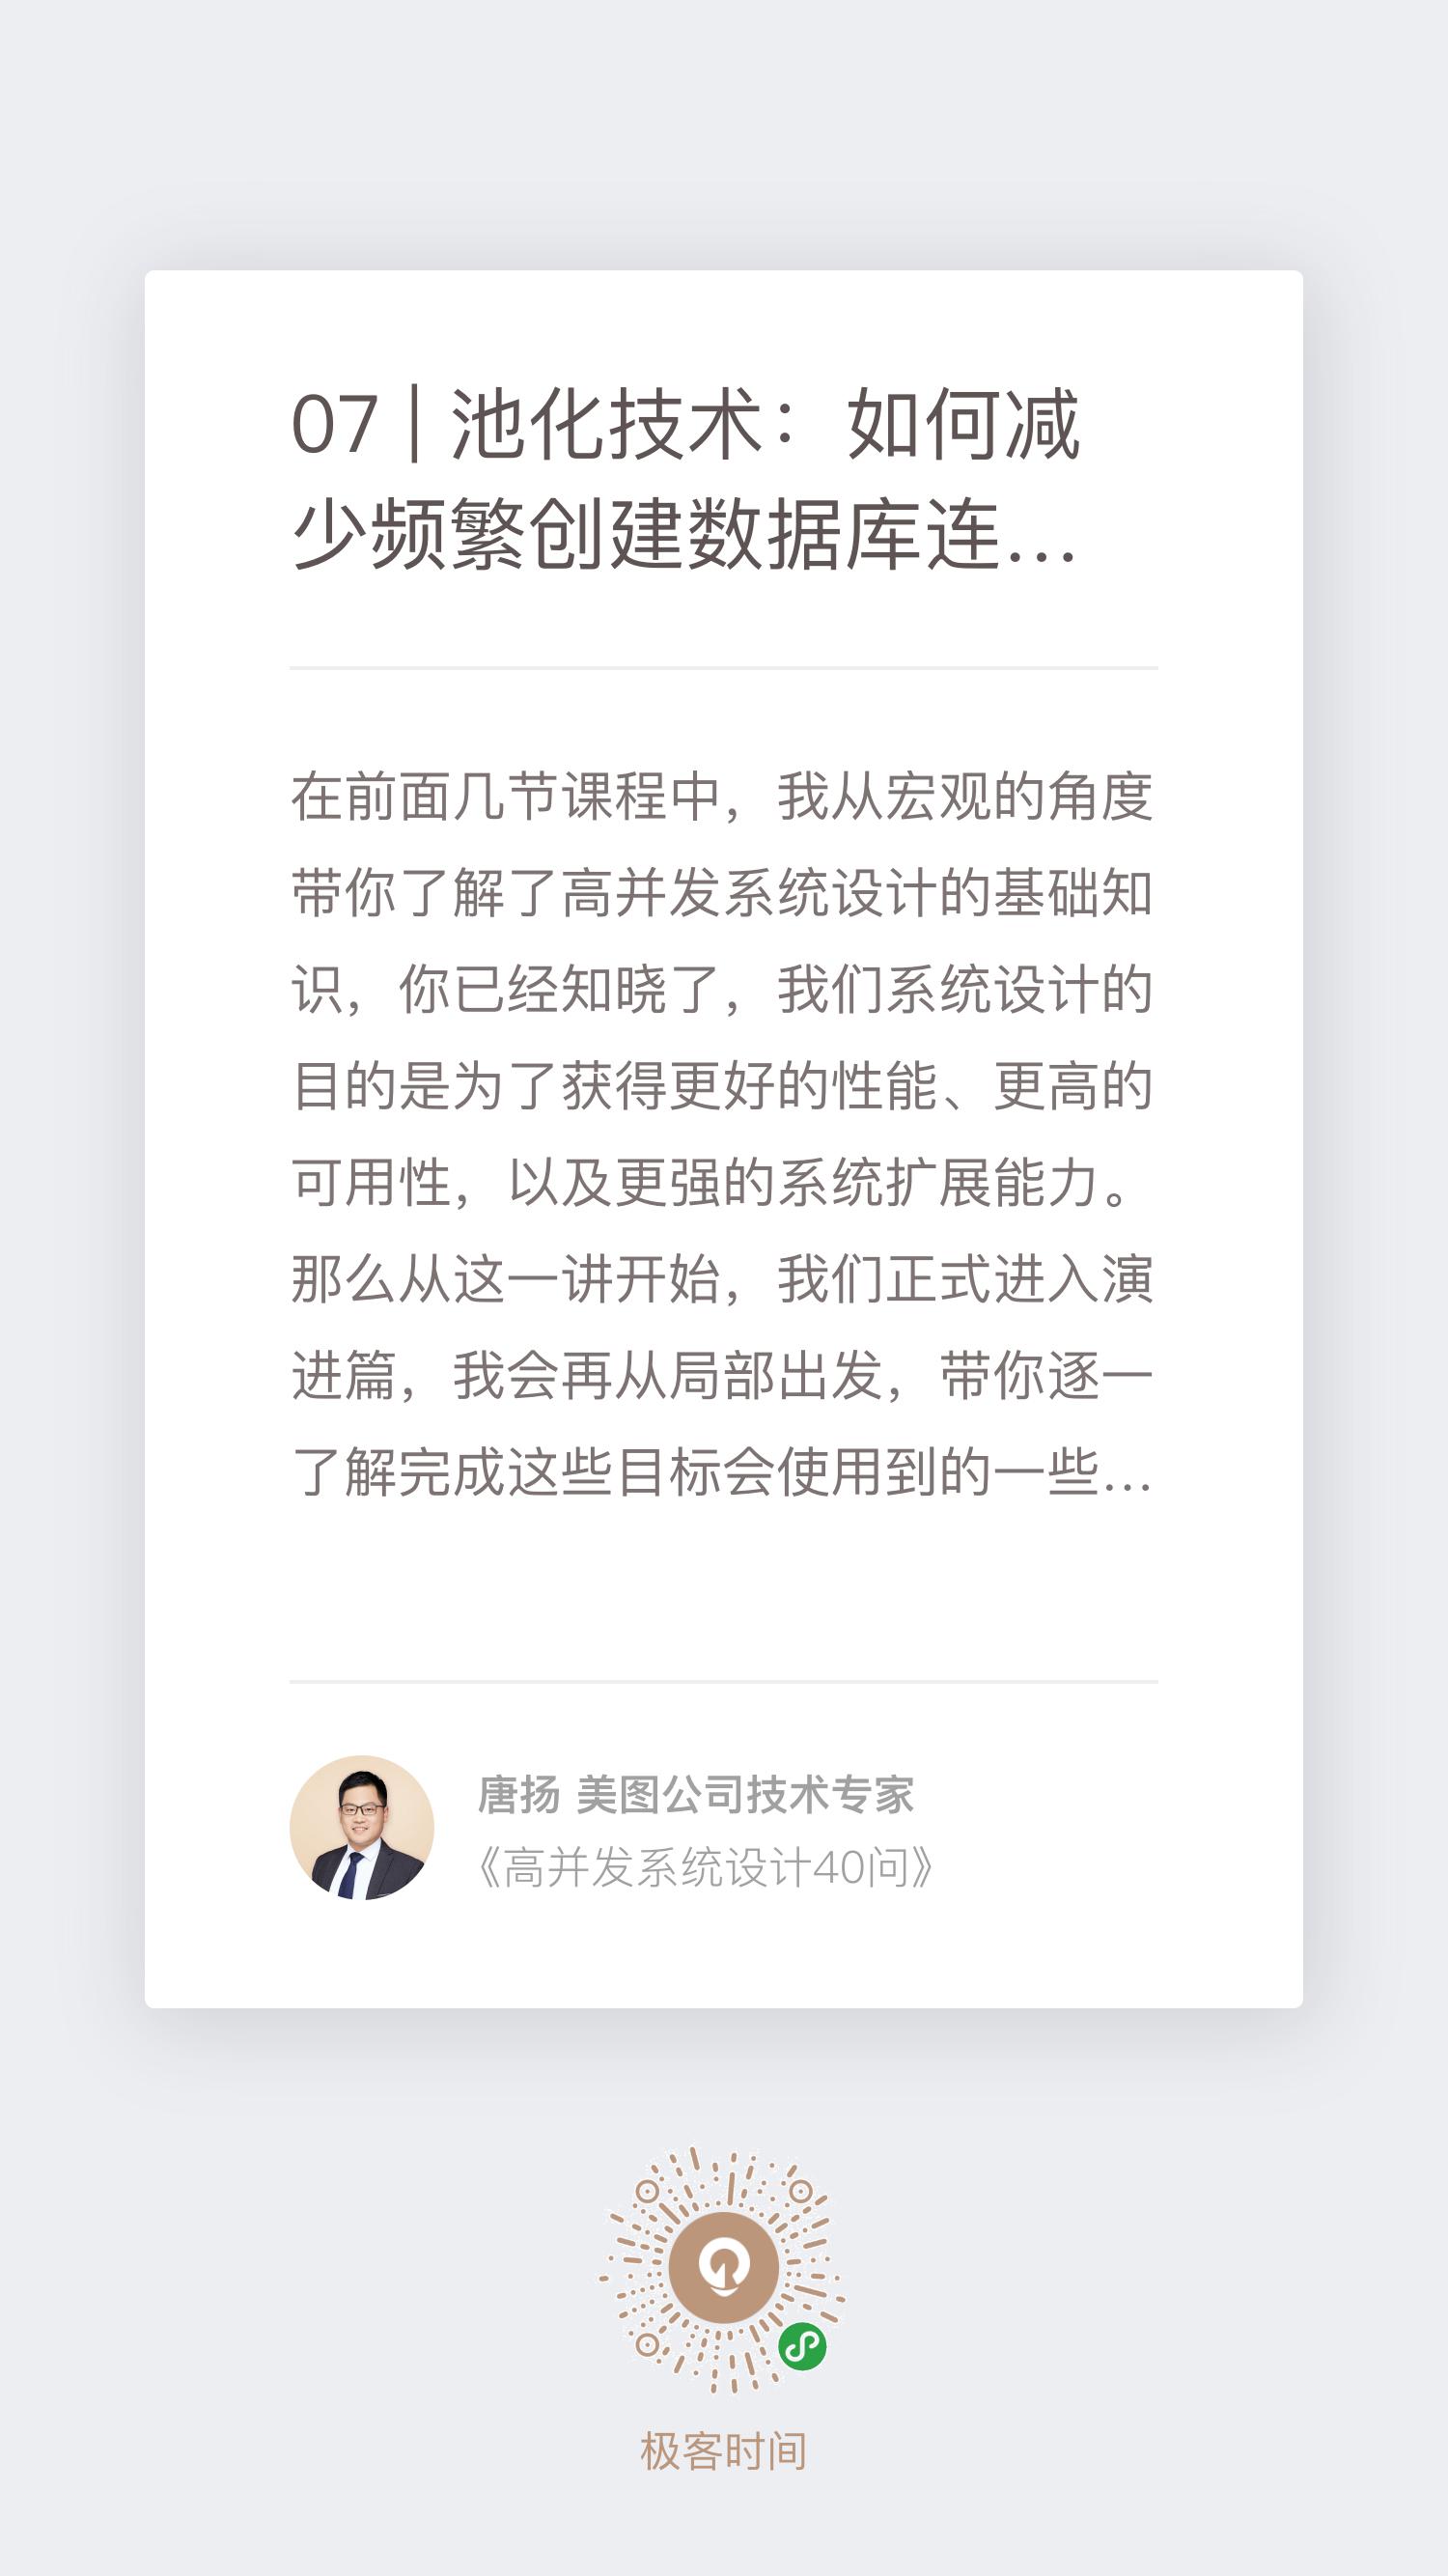 07 | 池化技术：如何减
少频繁创建数据库连...
在前面几节课程中，我从宏观的角度
带你了解了高并发系统设计的基础知
识，你已经知晓了，我们系统设计的
目的是为了获得更好的性能、更高的
可用性，以及更强的系统扩展能力。
那么从这一讲开始，我们正式进入演
进篇，我会再从局部出发，带你逐一
了解完成这些目标会使用到的一些...
唐扬 美图公司技术专家
《高并发系统设计40问》
极客时间